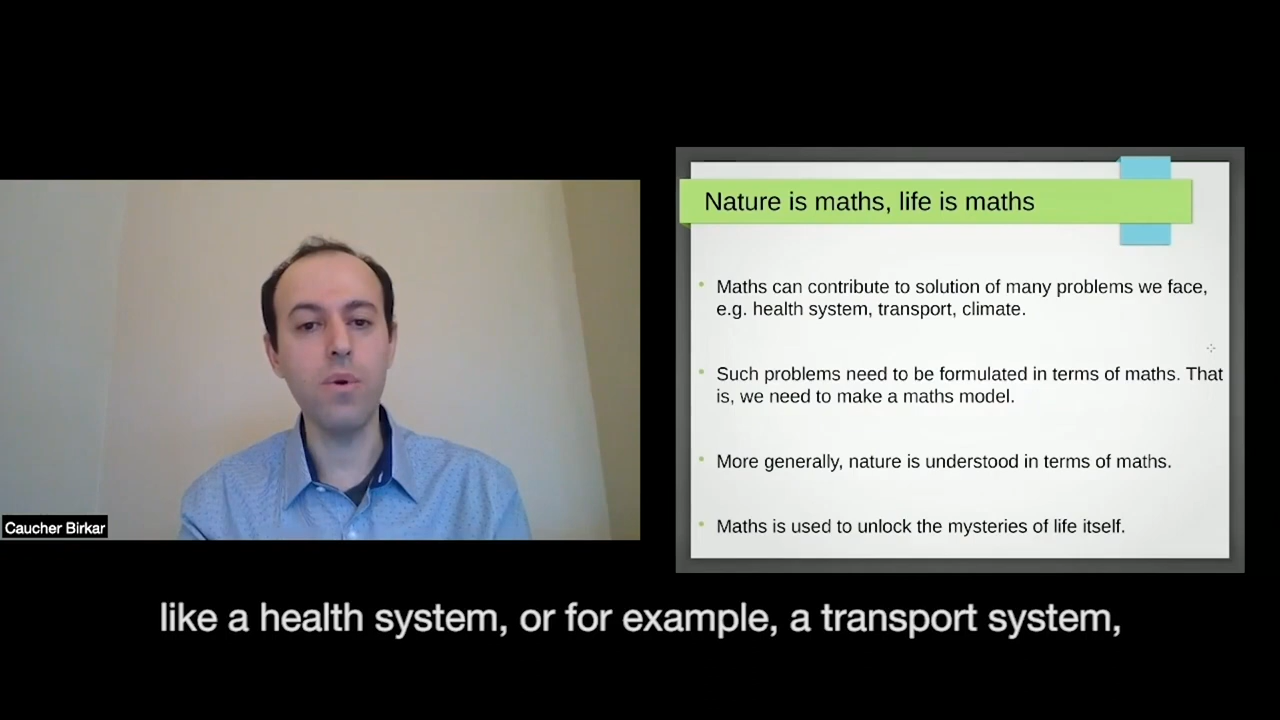 Nature is maths, life is maths
Maths can contribute to solution of many problems we face,
e.g. health system, transport, climate.
Such problems need to be formulated in terms of maths. That
is, we need to make a maths model.
More generally, nature is understood in terms of maths.
Maths is used to unlock the mysteries of life itself.
Caucher Birkar
like a health system, or for example, a transport system,